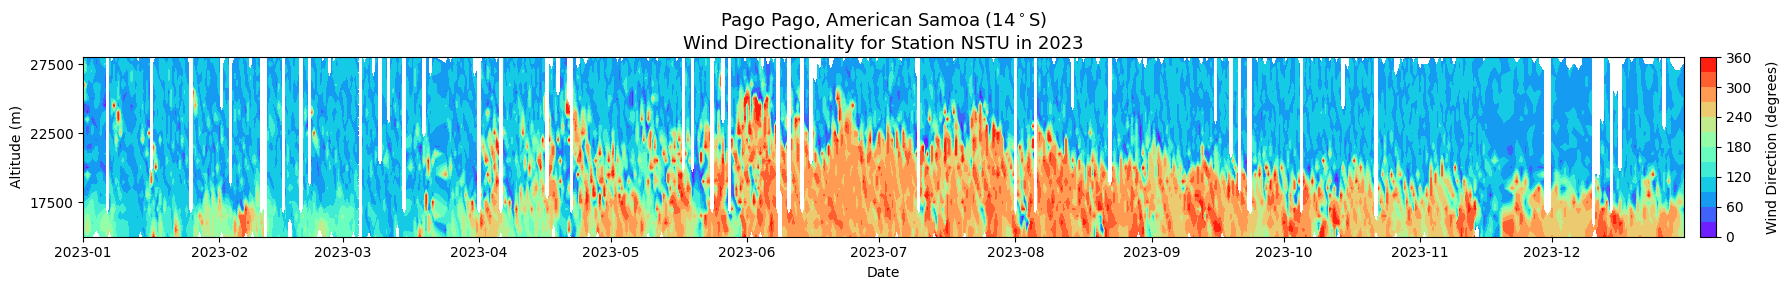 Pago Pago, American Samoa (14°S)
Wind Directionality for Station NSTU in 2023
Altitude (m)
27500
22500
17500
2023-01 2023-02 2023-03 2023-04 2023-05 2023-06 2023-07 2023-08 2023-09 2023-10 2023-11 2023-12
Date
360
300
240
180
120
60
0
Wind Direction (degrees)